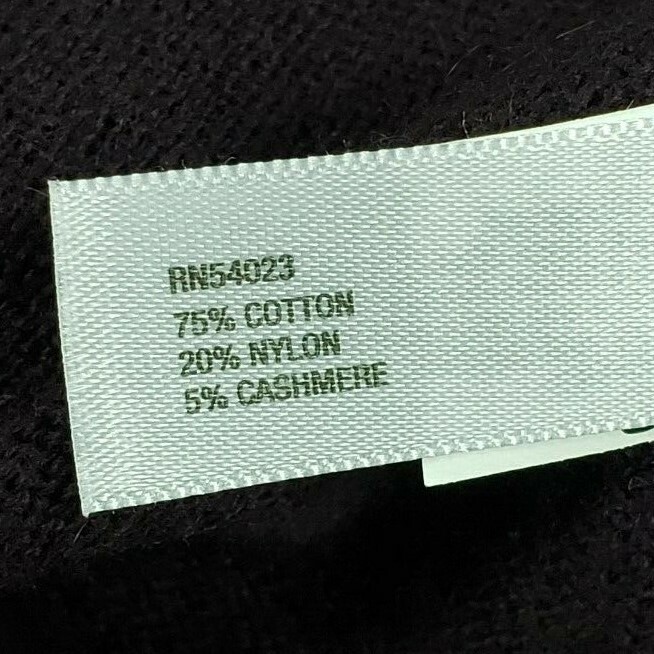 RN54023
75% COTTON
20% NYLON
5% CASHMERE